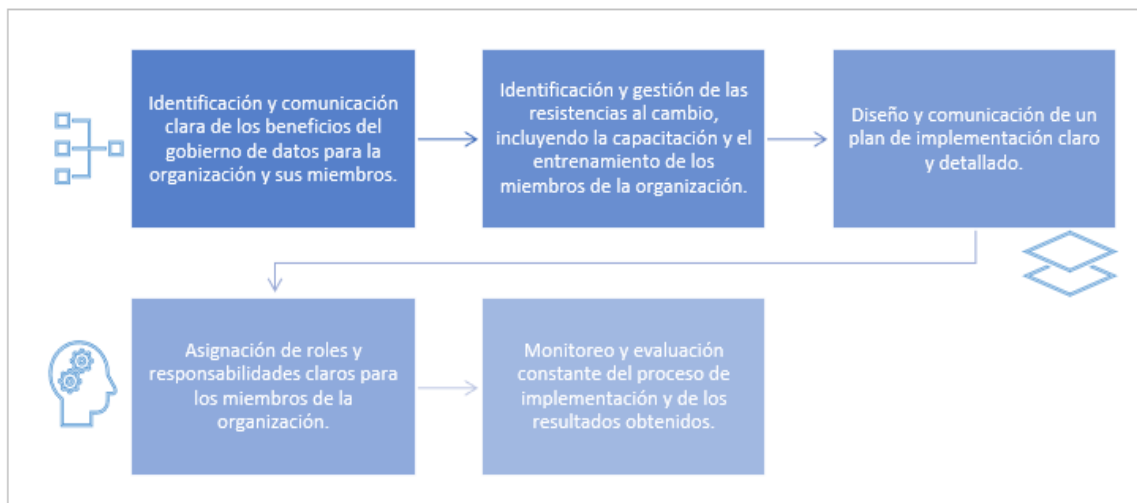 Identificación y comunicación
clara de los beneficios del
gobierno de datos para la
organización y sus miembros.
Identificación y gestión de las
resistencias al cambio,
incluyendo la capacitación y el
entrenamiento de los
miembros de la organización.
Diseño y comunicación de un
plan de implementación claro
y detallado.
Asignación de roles y
responsabilidades claros para
los miembros de la
organización.
Monitoreo y evaluación
constante del proceso de
implementación y de los
resultados obtenidos.